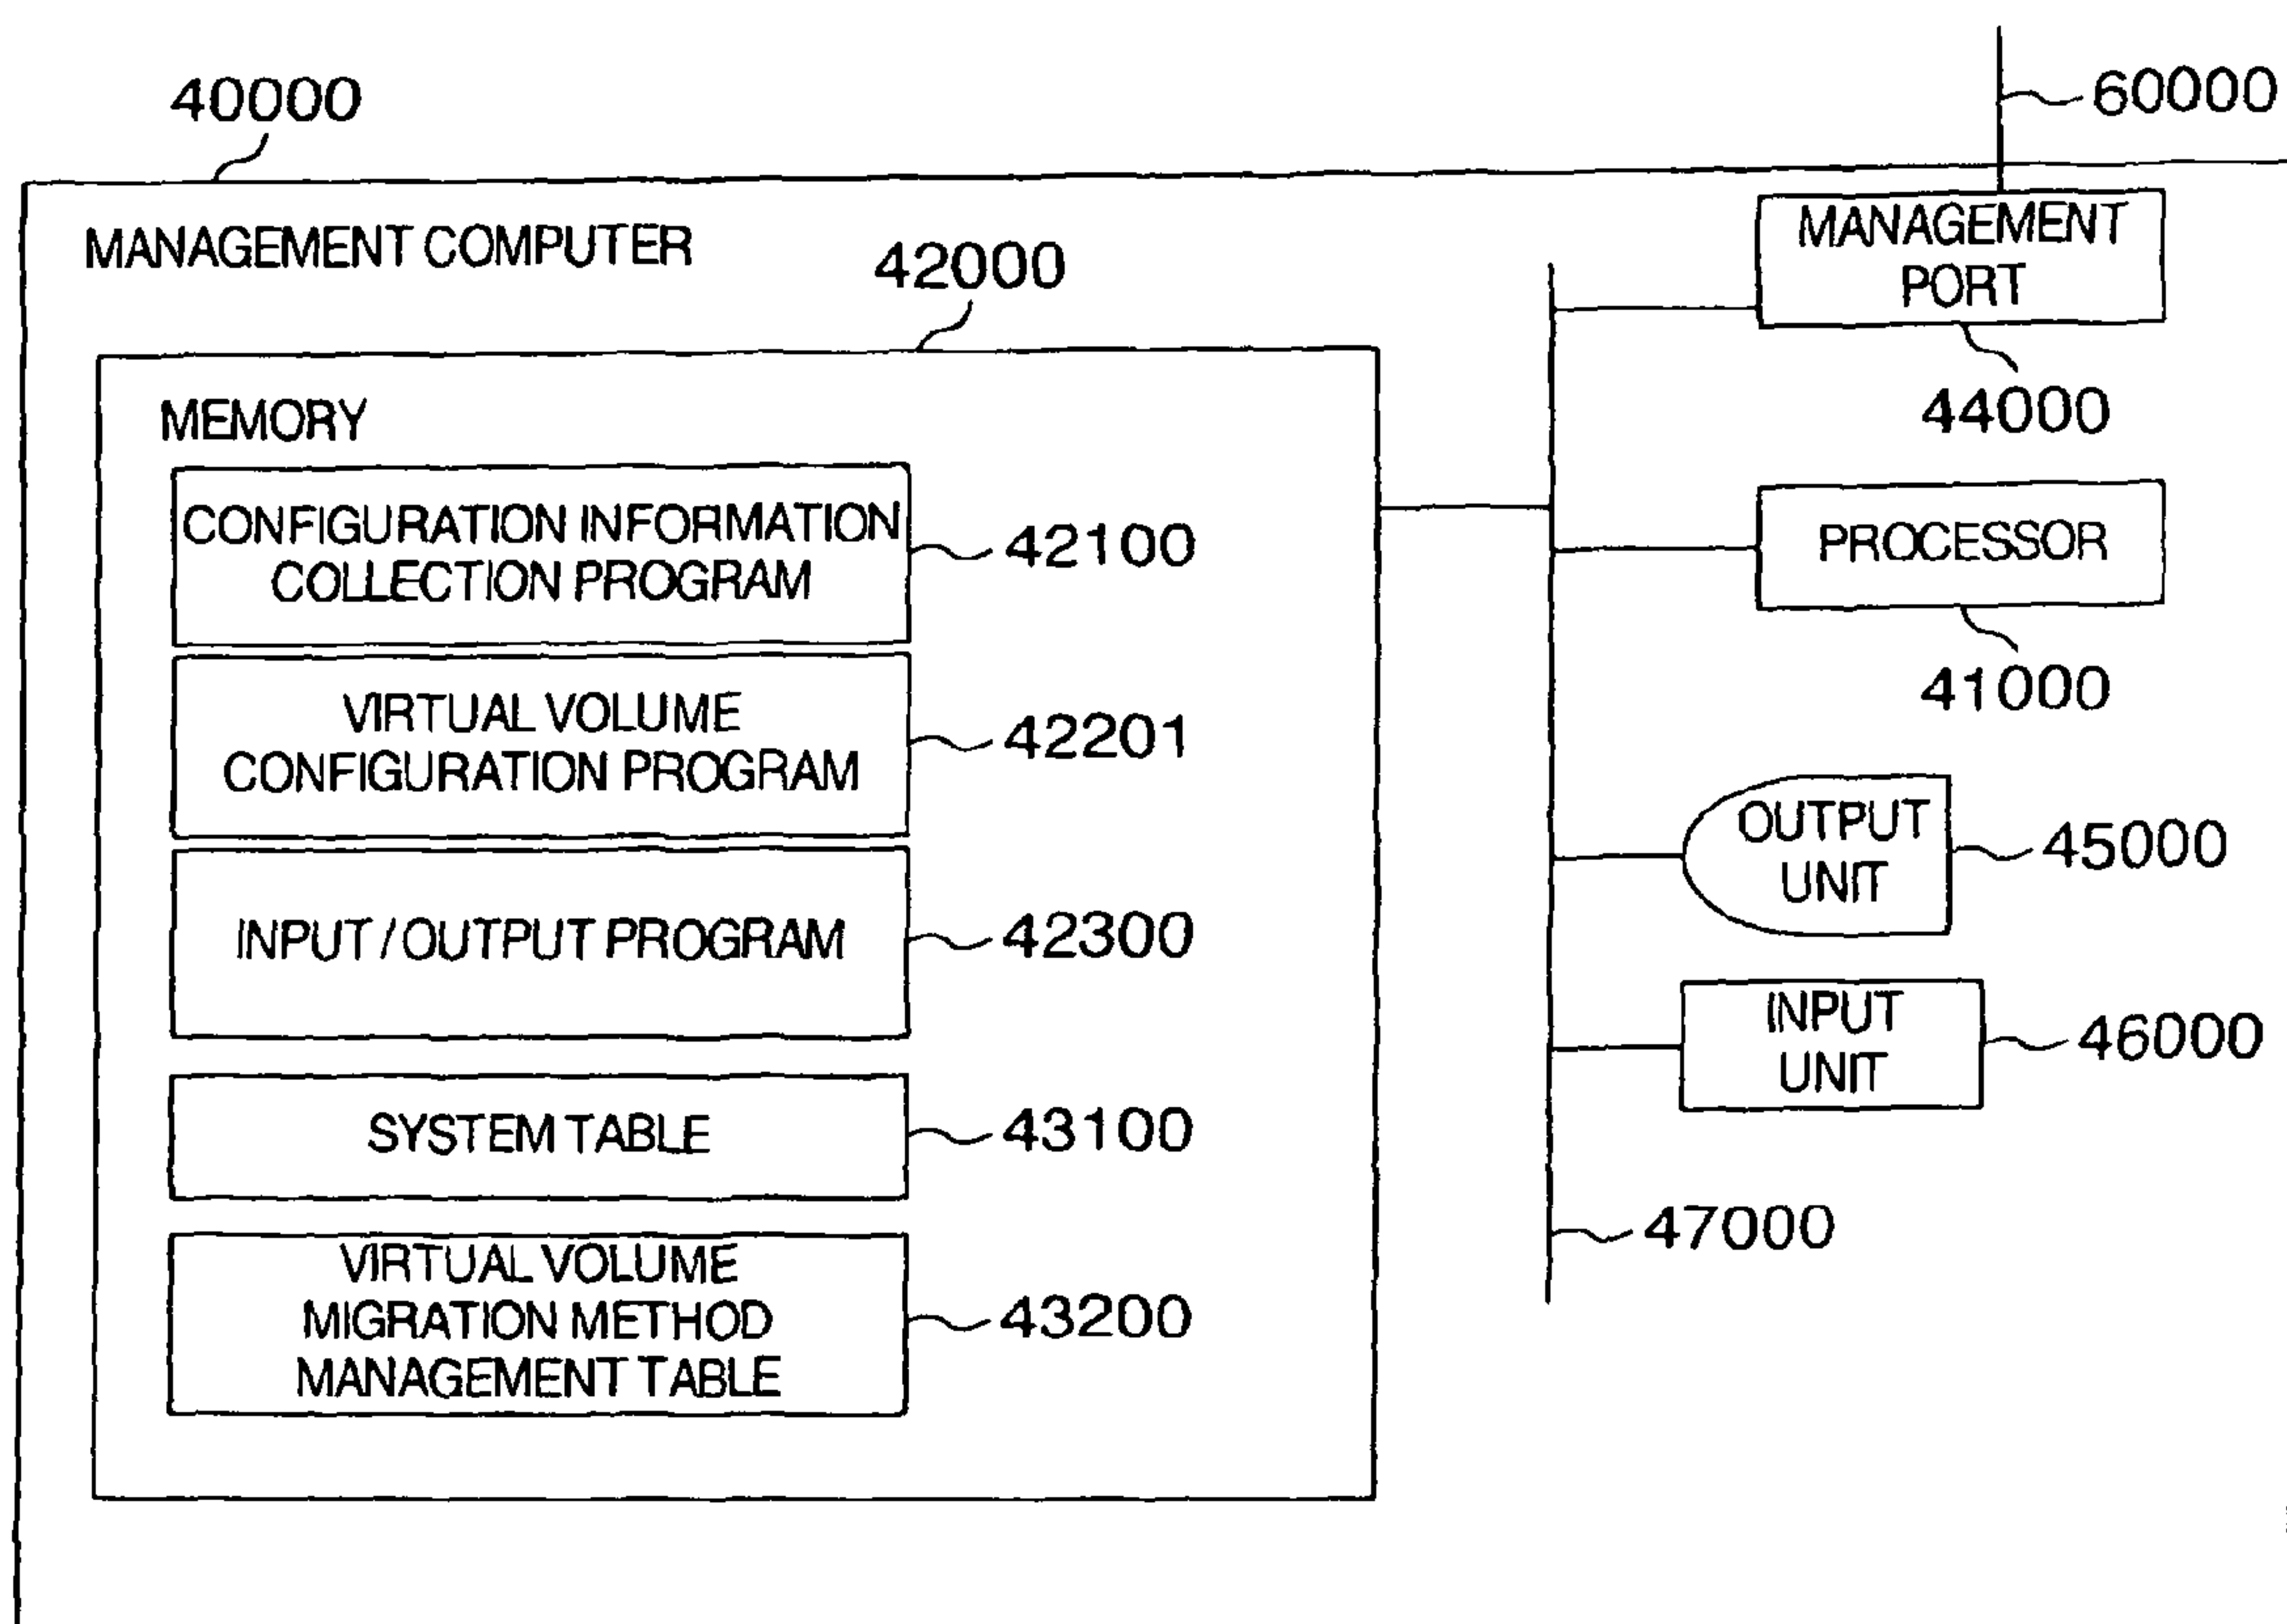 40000
60000
MANAGEMENT COMPUTER
42000
MANAGEMENT
PORT
44000
MEMORY
CONFIGURATION INFORMATION
COLLECTION PROGRAM
42100
PROCESSOR
41000
VIRTUAL VOLUME
CONFIGURATION PROGRAM
42201
OUTPUT
UNIT
45000
INPUT / OUTPUT PROGRAM
42300
INPUT
UNIT
46000
SYSTEM TABLE
43100
47000
VIRTUAL VOLUME
MIGRATION METHOD
MANAGEMENT TABLE
43200